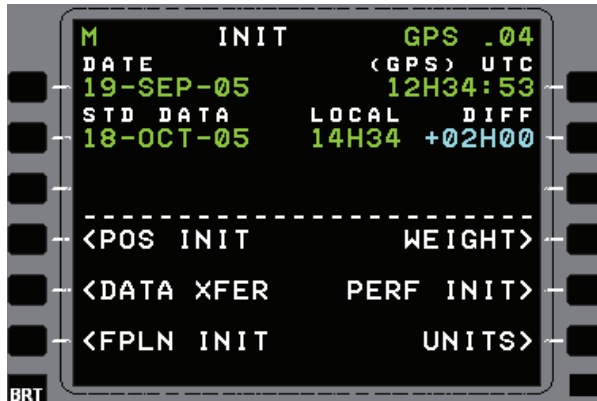 M INIT GPS .04
DATE (GPS) UTC
19-SEP-05 12H34:53
STD DATA LOCAL DIFF
18-OCT-05 14H34 +02H00
<POS INIT WEIGHT>
<DATA XFER PERF INIT>
<FPLN INIT UNITS>
BRT